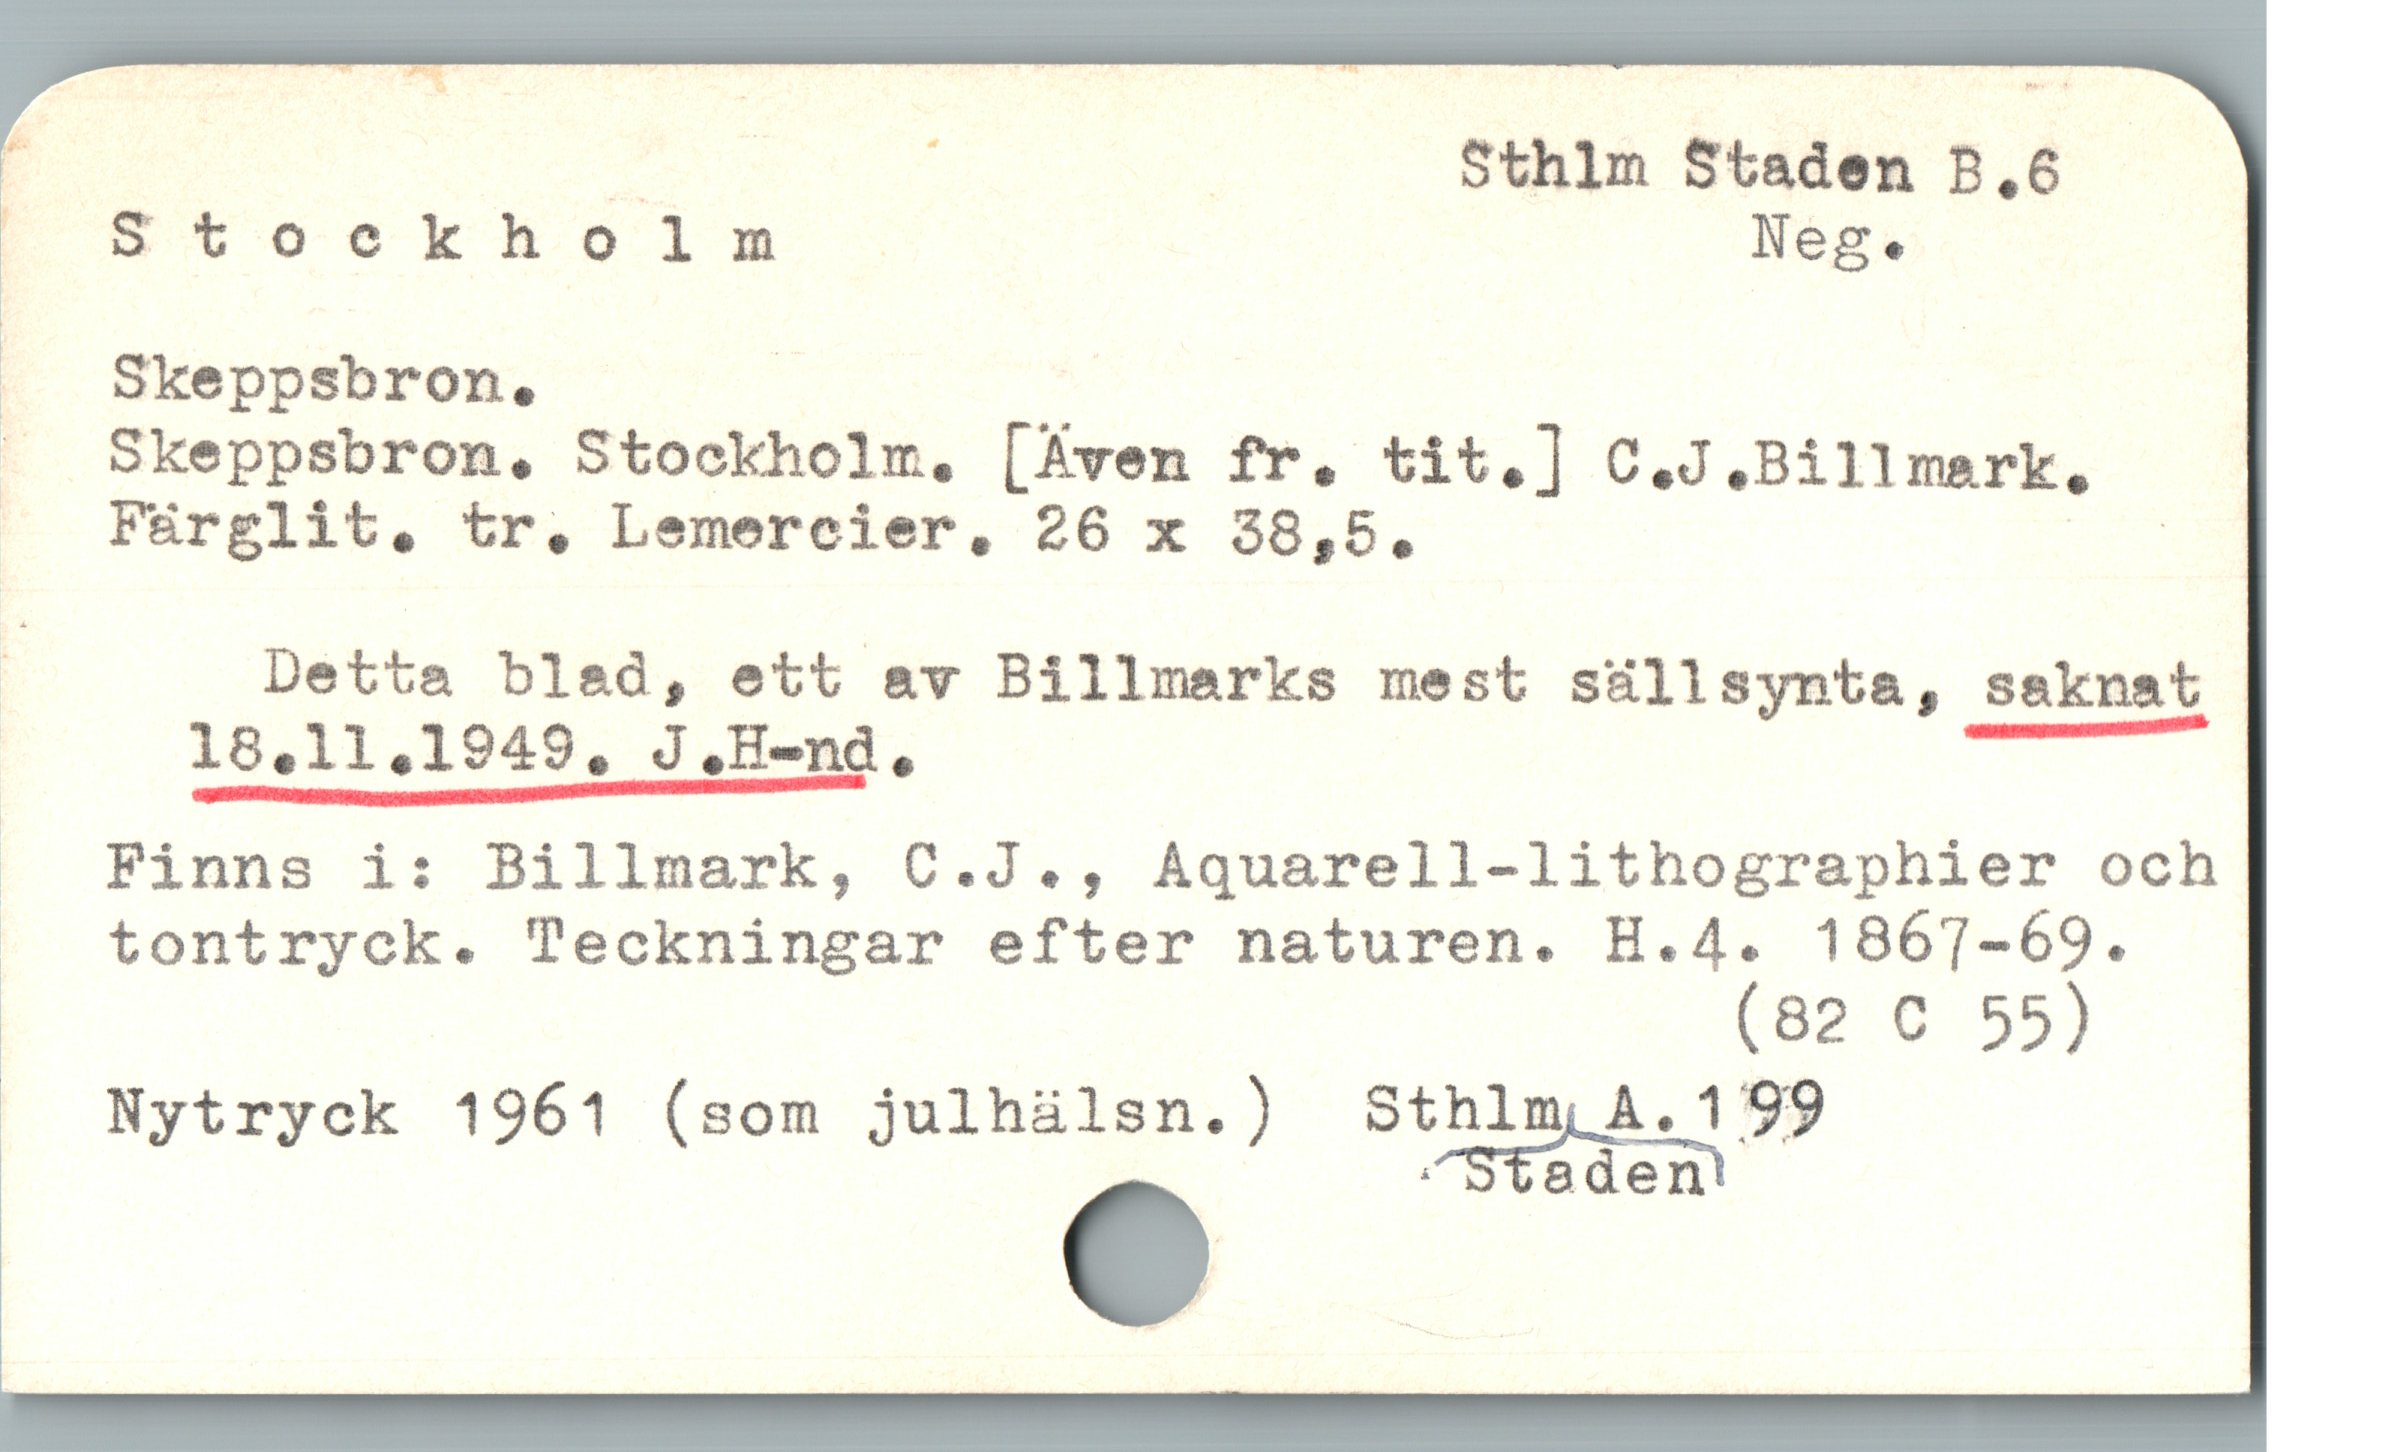 Sthlm Staden B.6
Neg.
S t o c k h o l m
Skeppsbron.
Skeppsbron. Stockholm. [Även fr. tit.] C.J.Billmark.
Färglit. tr. Lemercier. 26 x 38,5.
Detta blad, ett av Billmarks mest sällsynta, saknat
18.11.1949. J.H-nd.
Finns i: Billmark, C.J., Aquarell-lithographier och
tontryck. Teckningar efter naturen. H.4. 1867-69.
(82 C 55)
Nytryck 1961 (som julhälsn.) Sthlm A.199
Staden